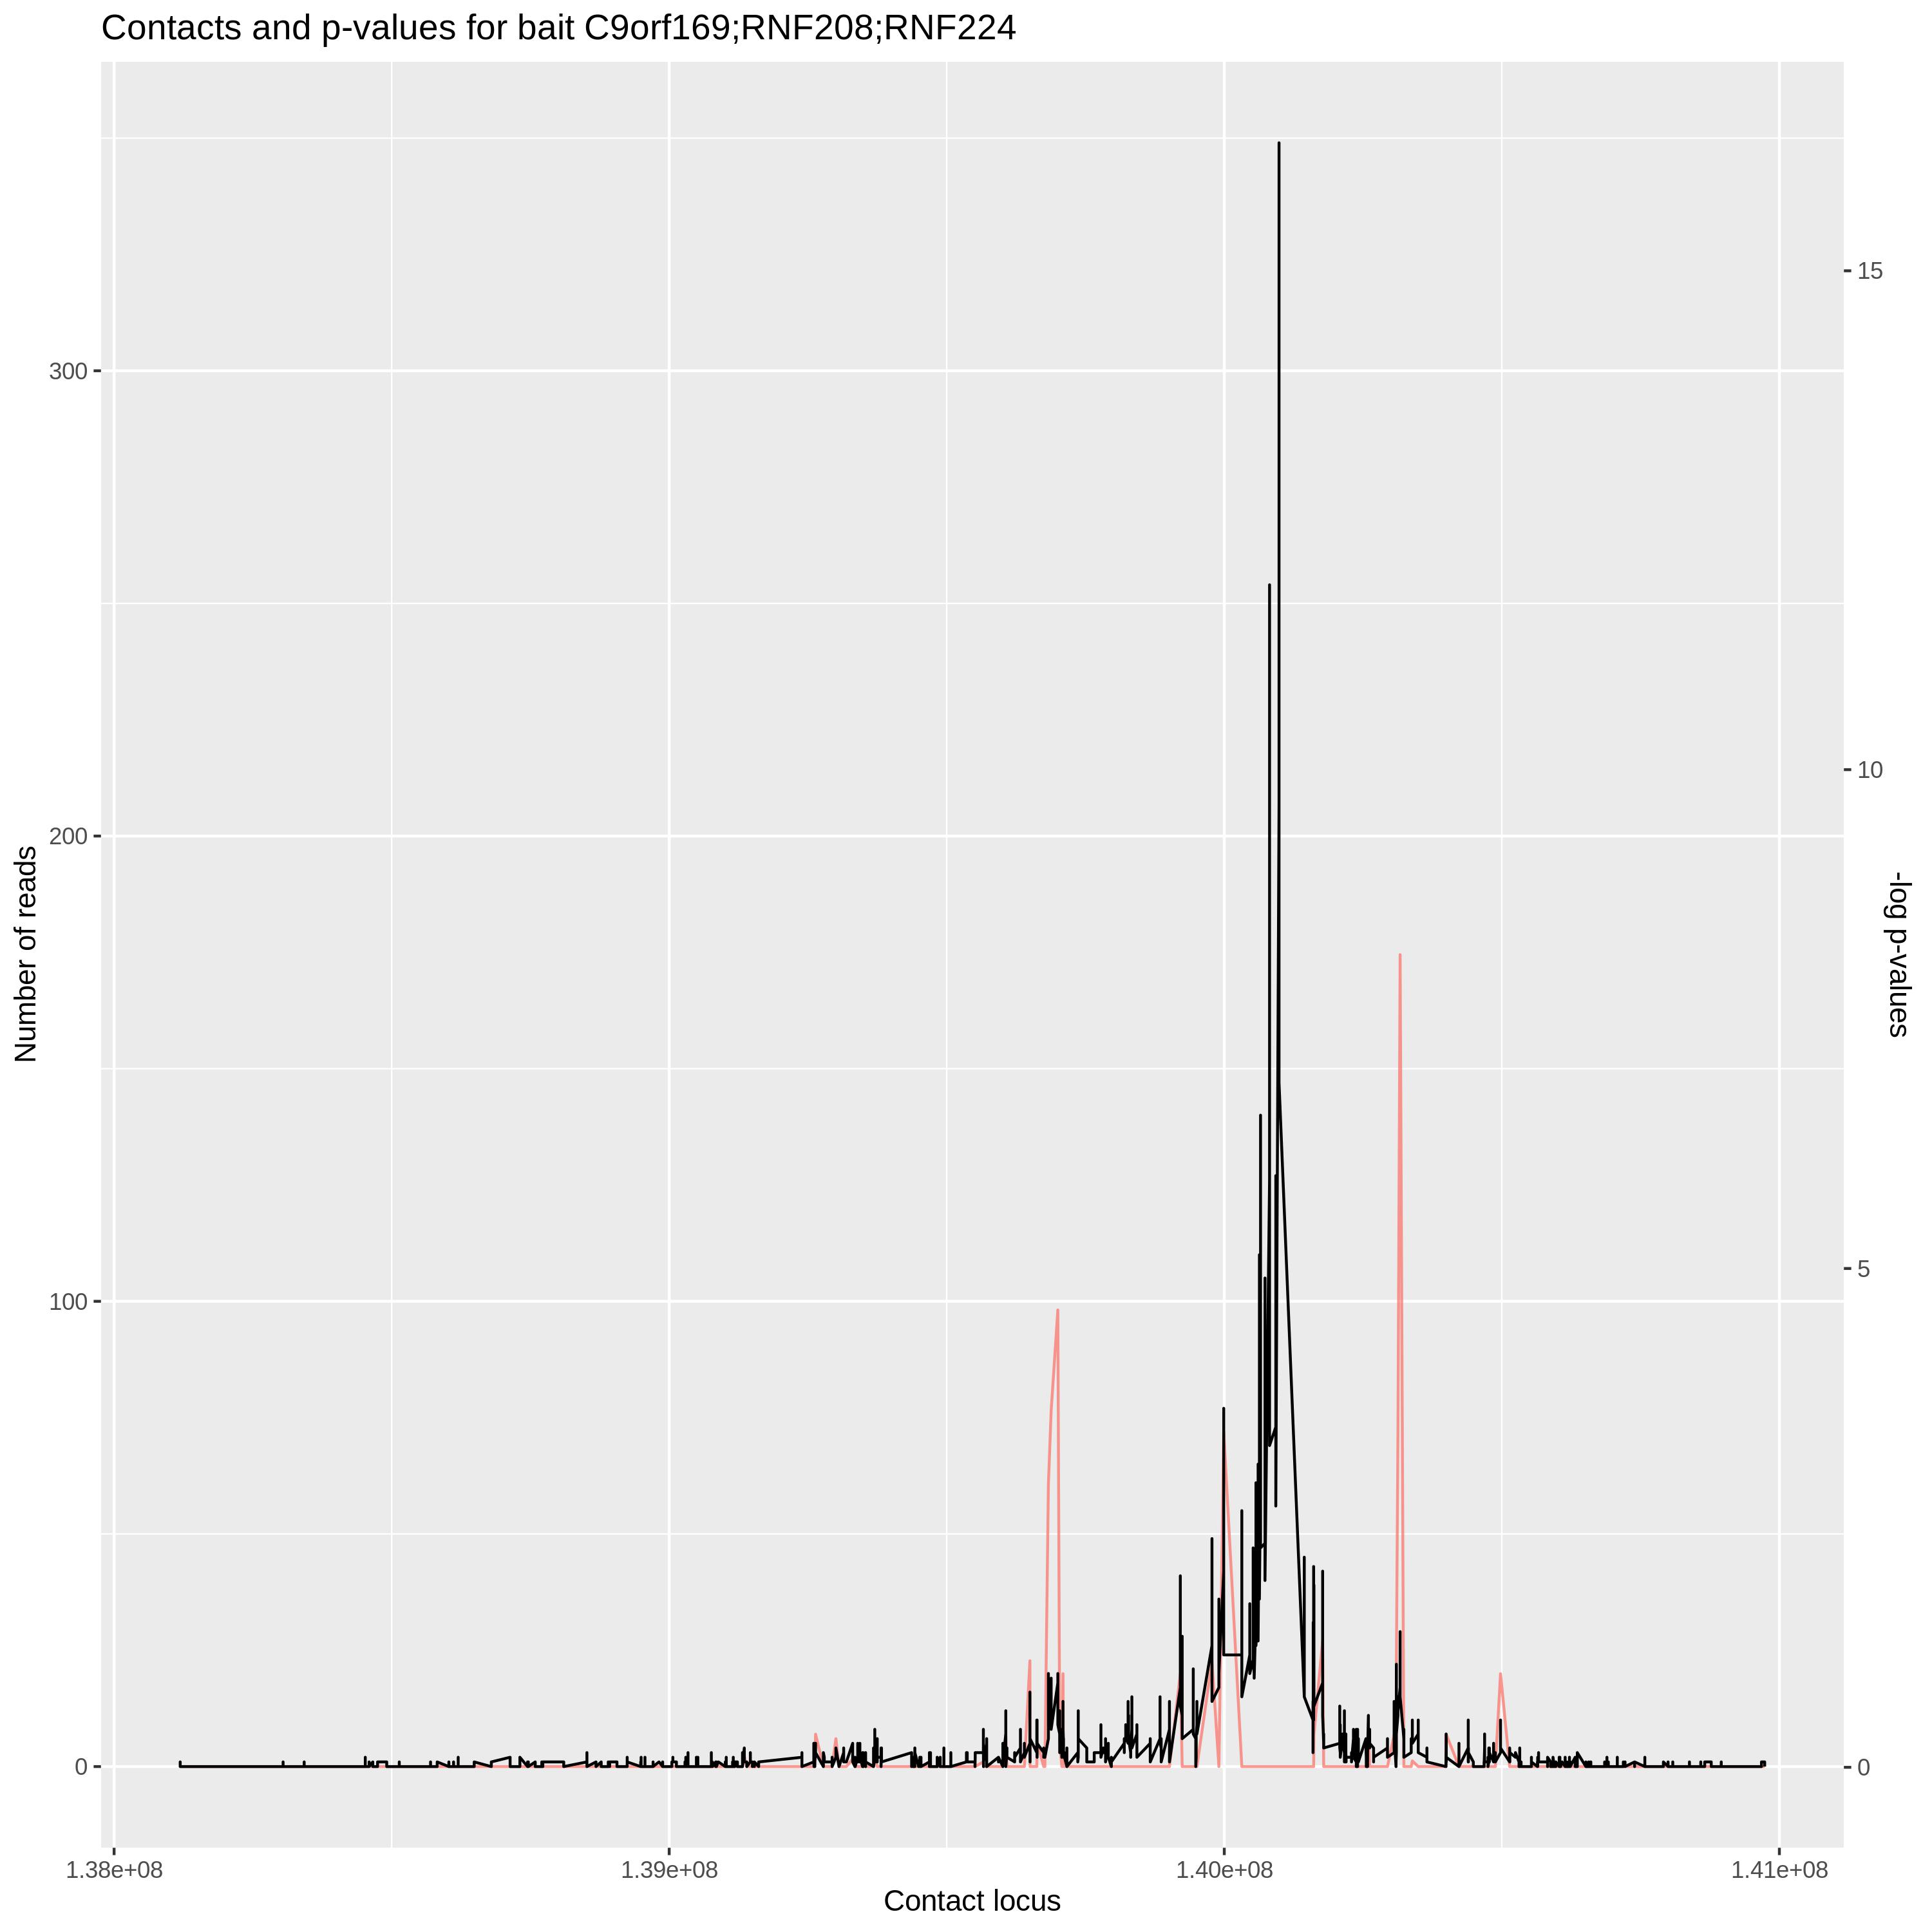 Contacts and p-values for bait C9orf169;RNF208;RNF224
Number of reads
300
200
100
0
15
10
5
0
-log p-values
1.38e+08
1.39e+08
1.40e+08
1.41e+08
Contact locus